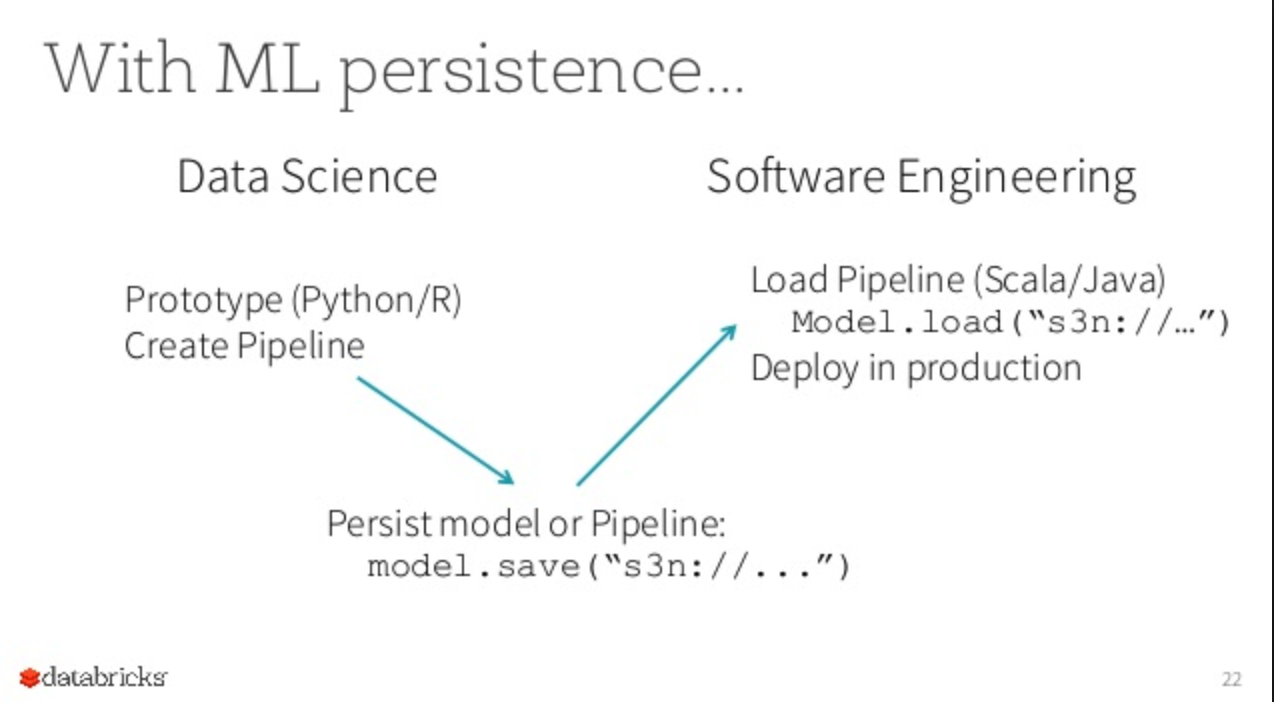 With ML persistence...
Data Science
Software Engineering
Prototype (Python/R)
Create Pipeline
Load Pipeline (Scala/Java)
Model.load(“s3n://…”)
Deploy in production
Persist model or Pipeline:
model.save(“s3n://...”)
databricks
22